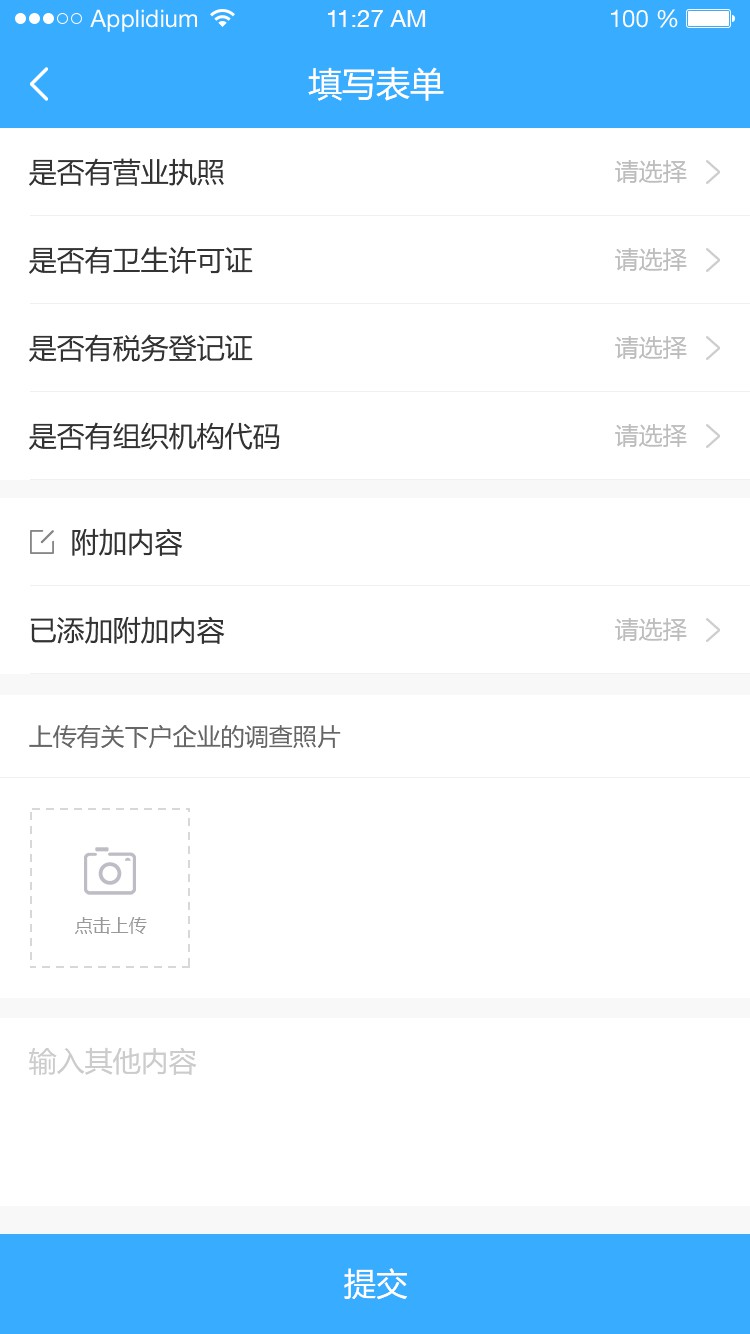 Applidium 11:27 AM 100 %
填写表单
是否有营业执照 请选择
是否有卫生许可证 请选择
是否有税务登记证 请选择
是否有组织机构代码 请选择
附加内容
已添加附加内容 请选择
上传有关下户企业的调查照片
点击上传
输入其他内容
提交